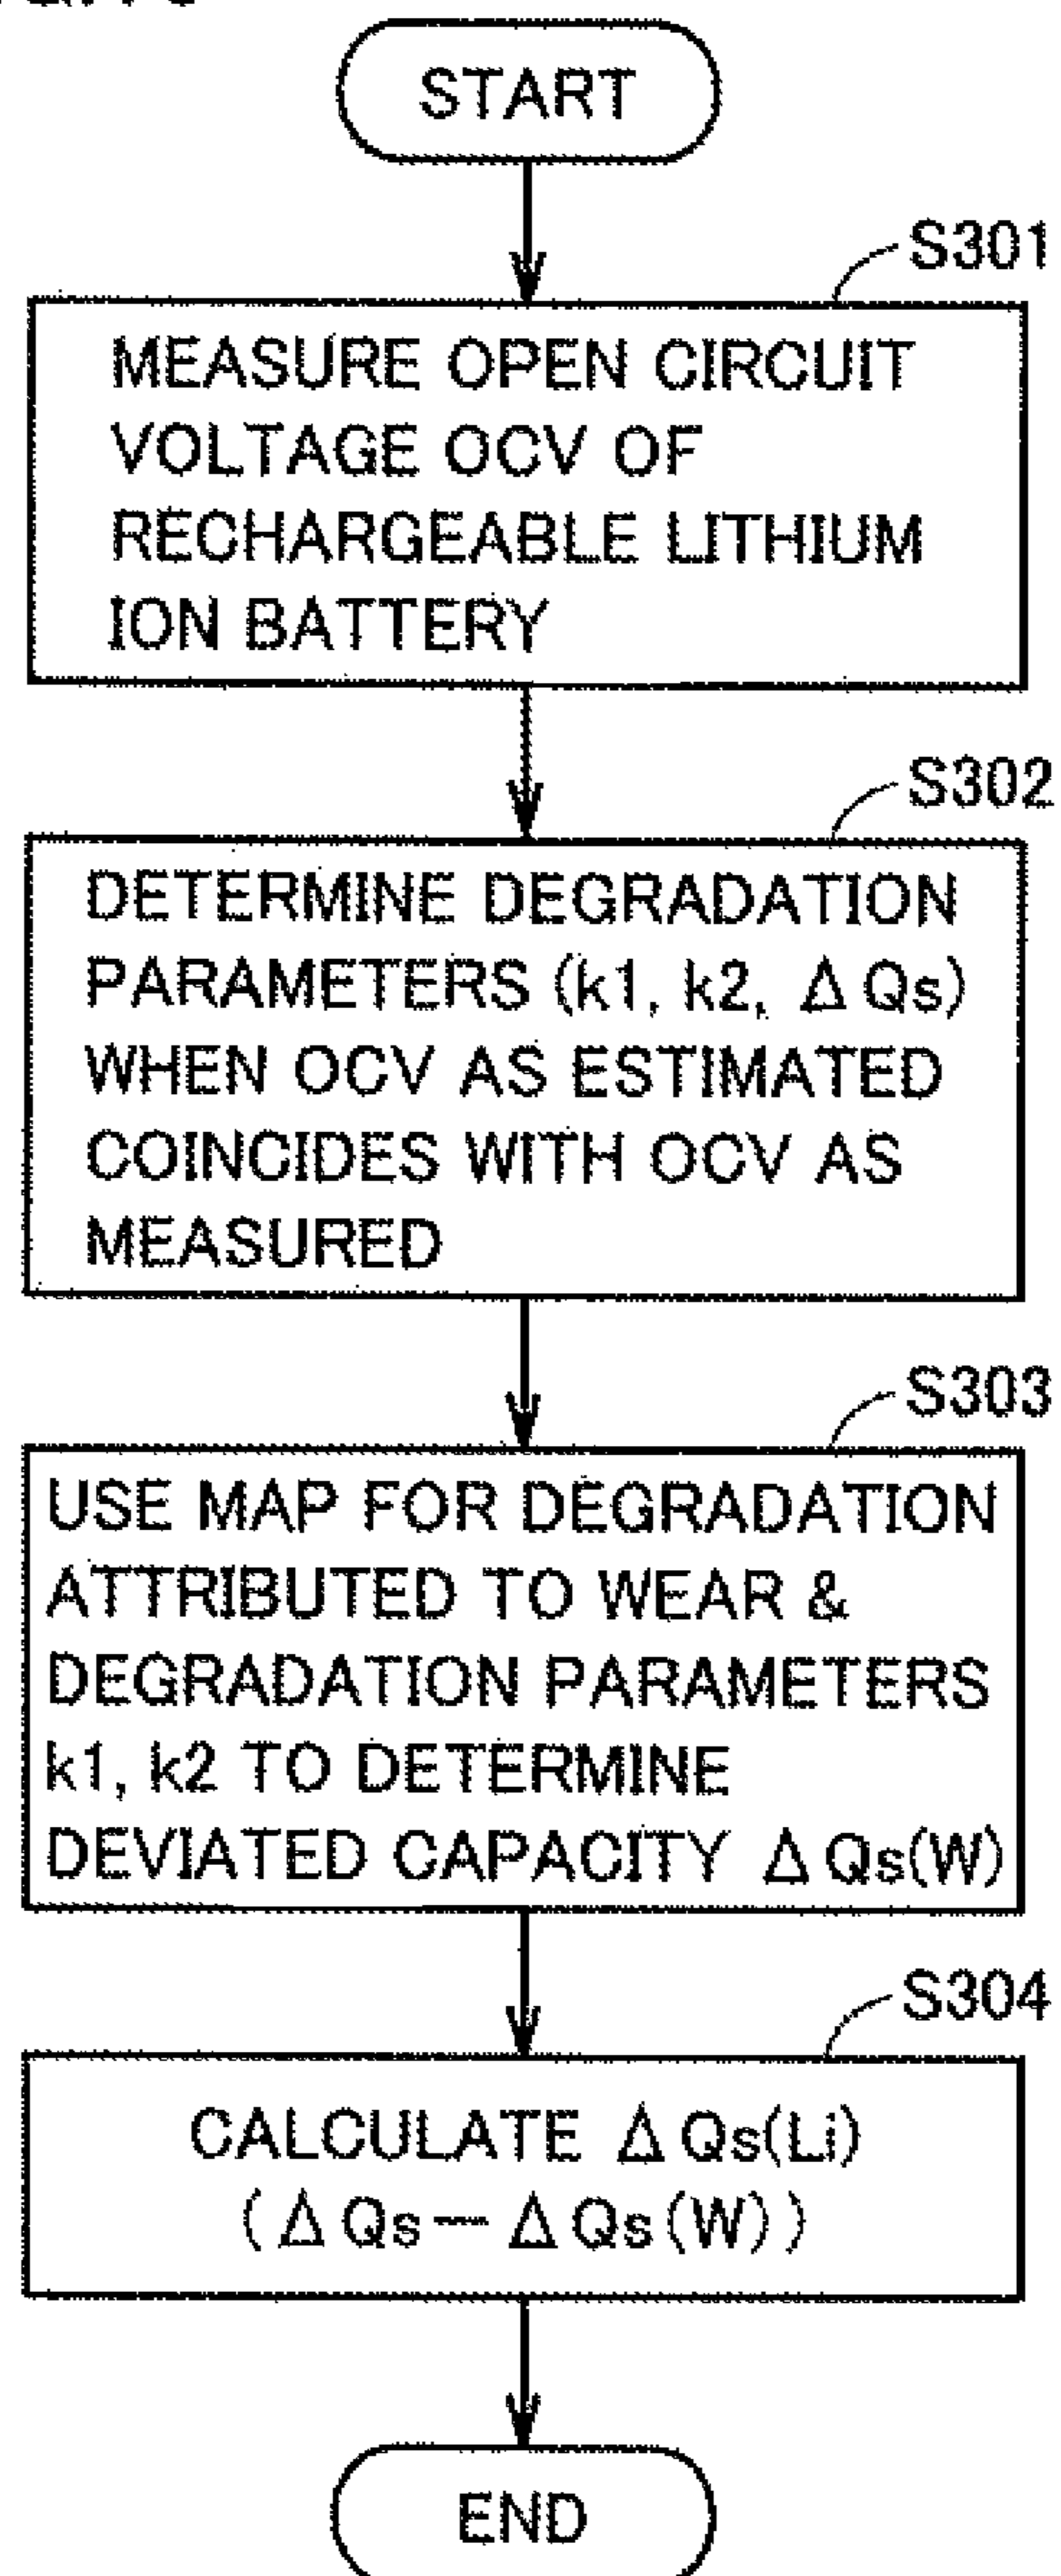 START
S301
MEASURE OPEN CIRCUIT
VOLTAGE OCV OF
RECHARGEABLE LITHIUM
ION BATTERY
S302
DETERMINE DEGRADATION
PARAMETERS (k1, k2, ΔQs)
WHEN OCV AS ESTIMATED
COINCIDES WITH OCV AS
MEASURED
S303
USE MAP FOR DEGRADATION
ATTRIBUTED TO WEAR &
DEGRADATION PARAMETERS
k1, k2 TO DETERMINE
DEVIATED CAPACITY ΔQs(W)
S304
CALCULATE ΔQs(Li)
(ΔQs－ΔQs(W))
END